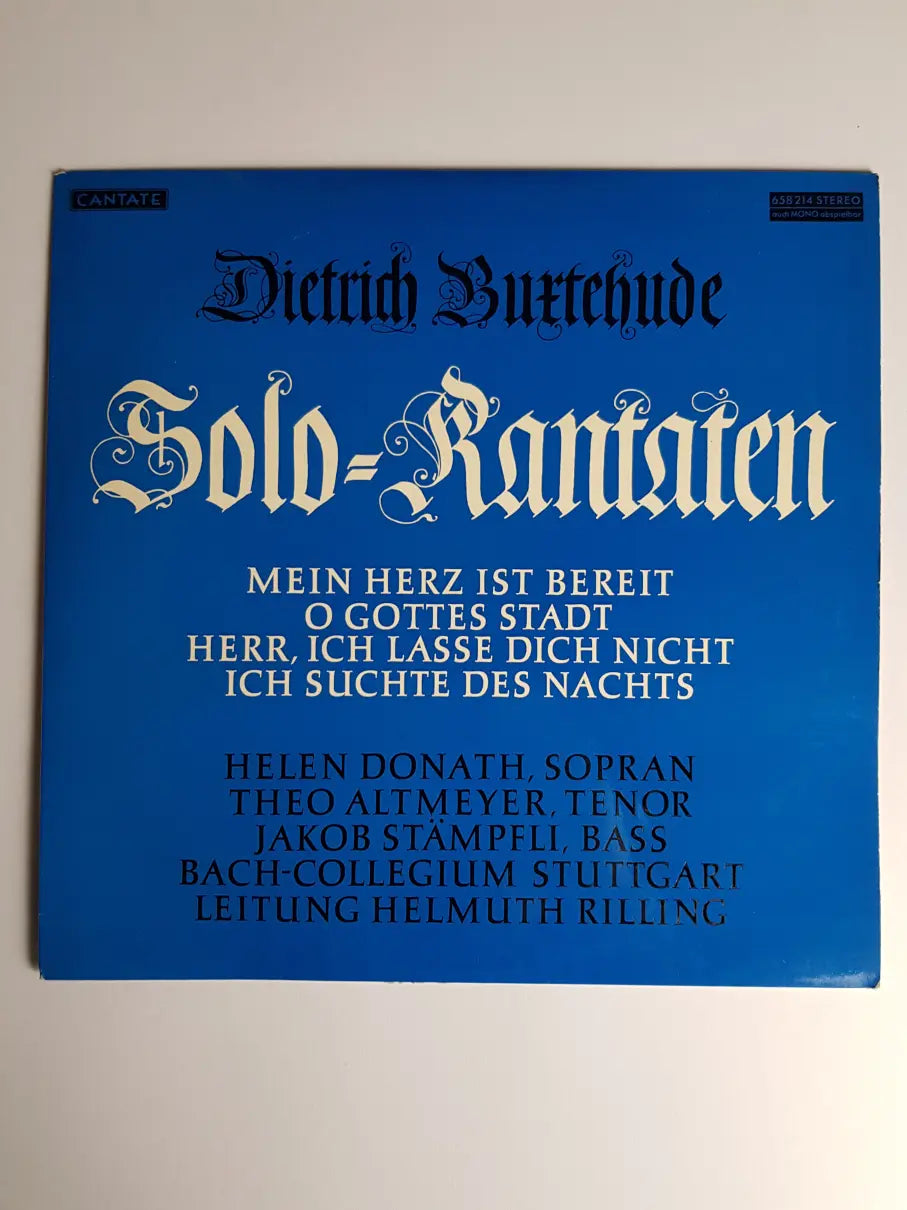 CANTATE
658214 STEREO
auch MONO abspielbar
Dietrich Buxtehude
Solo=Kantaten
MEIN HERZ IST BEREIT
O GOTTES STADT
HERR, ICH LASSE DICH NICHT
ICH SUCHTE DES NACHTS
HELEN DONATH, SOPRAN
THEO ALTMEYER, TENOR
JAKOB STÄMPFLI, BASS
BACH-COLLEGIUM STUTTGART
LEITUNG HELMUTH RILLING